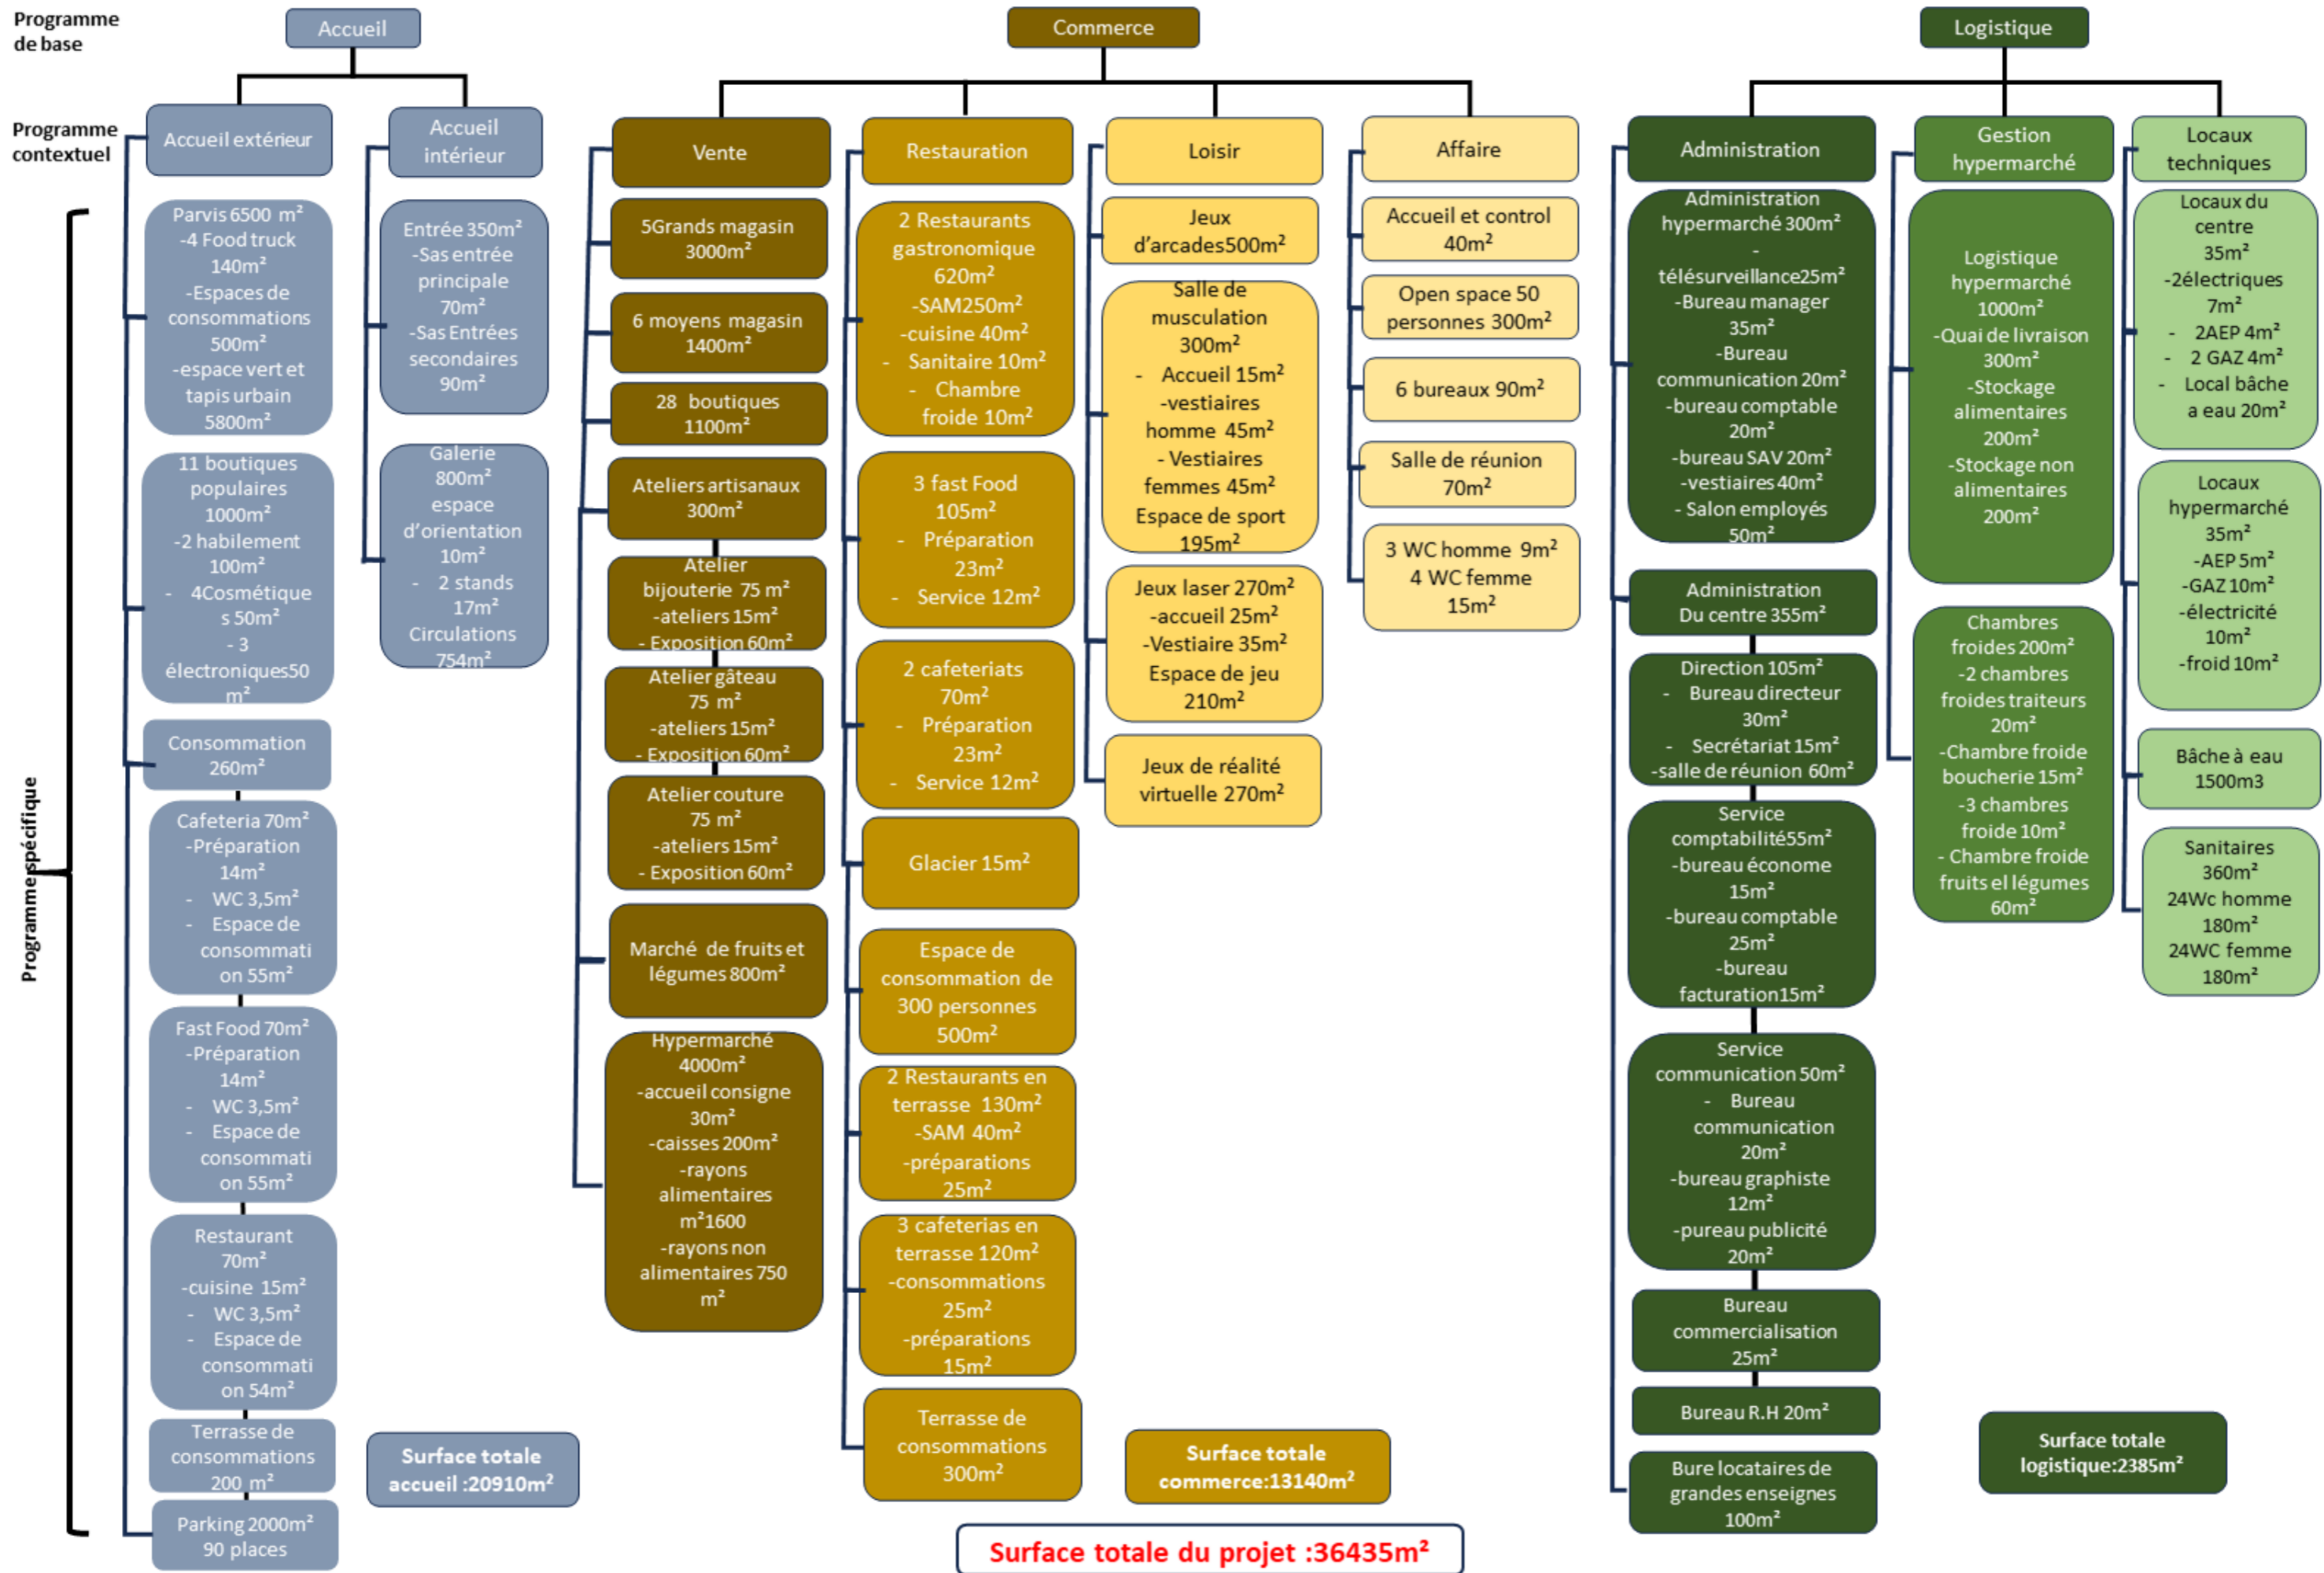 Programme
de base
Accueil
Commerce
Logistique
Programme
contextuel
Accueil extérieur
Accueil
intérieur
Vente
Restauration
Loisir
Affaire
Administration
Gestion
hypermarché
Locaux
techniques
Programme spécifique
Parvis 6500 m²
-4 Food truck
140m²
-Espaces de
consommations
500m²
-espace vert et
tapis urbain
5800m²
11 boutiques
populaires
1000m²
-2 habilement
100m²
- 4Cosmétique
s 50m²
- 3
électroniques50
m²
Consommation
260m²
Cafeteria 70m²
-Préparation
14m²
- WC 3,5m²
- Espace de
consommati
on 55m²
Fast Food 70m²
-Préparation
14m²
- WC 3,5m²
- Espace de
consommati
on 55m²
Restaurant
70m²
-cuisine 15m²
- WC 3,5m²
- Espace de
consommati
on 54m²
Terrasse de
consommations
200 m²
Parking 2000m²
90 places
Entrée 350m²
-Sas entrée
principale
70m²
-Sas Entrées
secondaires
90m²
Galerie
800m²
espace
d'orientation
10m²
- 2 stands
17m²
Circulations
754m²
Surface totale
accueil :20910m²
5Grands magasin
3000m²
6 moyens magasin
1400m²
28 boutiques
1100m²
Ateliers artisanaux
300m²
Atelier
bijouterie 75 m²
-ateliers 15m²
- Exposition 60m²
Atelier gâteau
75 m²
-ateliers 15m²
- Exposition 60m²
Atelier couture
75 m²
-ateliers 15m²
- Exposition 60m²
Marché de fruits et
légumes 800m²
Hypermarché
4000m²
-accueil consigne
30m²
-caisses 200m²
-rayons
alimentaires
m²1600
-rayons non
alimentaires 750
m²
2 Restaurants
gastronomique
620m²
-SAM250m²
-cuisine 40m²
- Sanitaire 10m²
- Chambre
froide 10m²
3 fast Food
105m²
- Préparation
23m²
- Service 12m²
2 cafeteriats
70m²
- Préparation
23m²
- Service 12m²
Glacier 15m²
Espace de
consommation de
300 personnes
500m²
2 Restaurants en
terrasse 130m²
-SAM 40m²
-préparations
25m²
3 cafeterias en
terrasse 120m²
-consommations
25m²
-préparations
15m²
Terrasse de
consommations
300m²
Jeux
d'arcades500m²
Salle de
musculation
300m²
- Accueil 15m²
-vestiaires
homme 45m²
- Vestiaires
femmes 45m²
Espace de sport
195m²
Jeux laser 270m²
-accueil 25m²
-Vestiaire 35m²
Espace de jeu
210m²
Jeux de réalité
virtuelle 270m²
Accueil et control
40m²
Open space 50
personnes 300m²
6 bureaux 90m²
Salle de réunion
70m²
3 WC homme 9m²
4 WC femme
15m²
Surface totale
commerce:13140m²
Administration
hypermarché 300m²
-
télésurveillance25m²
-Bureau manager
35m²
-Bureau
communication 20m²
-bureau comptable
20m²
-bureau SAV 20m²
-vestiaires 40m²
- Salon employés
50m²
Administration
Du centre 355m²
Direction 105m²
- Bureau directeur
30m²
- Secrétariat 15m²
-salle de réunion 60m²
Service
comptabilité55m²
-bureau économe
15m²
-bureau comptable
25m²
-bureau
facturation15m²
Service
communication 50m²
- Bureau
communication
20m²
-bureau graphiste
12m²
-pureau publicité
20m²
Bureau
commercialisation
25m²
Bureau R.H 20m²
Bure locataires de
grandes enseignes
100m²
Logistique
hypermarché
1000m²
-Quai de livraison
300m²
-Stockage
alimentaires
200m²
-Stockage non
alimentaires
200m²
Chambres
froides 200m²
-2 chambres
froides traiteurs
20m²
-Chambre froide
boucherie 15m²
-3 chambres
froide 10m²
- Chambre froide
fruits el légumes
60m²
Locaux du
centre
35m²
-2électriques
7m²
- 2AEP 4m²
- 2 GAZ 4m²
- Local bâche
a eau 20m²
Locaux
hypermarché
35m²
-AEP 5m²
-GAZ 10m²
-électricité
10m²
-froid 10m²
Bâche à eau
1500m3
Sanitaires
360m²
24Wc homme
180m²
24WC femme
180m²
Surface totale
logistique:2385m²
Surface totale du projet :36435m²